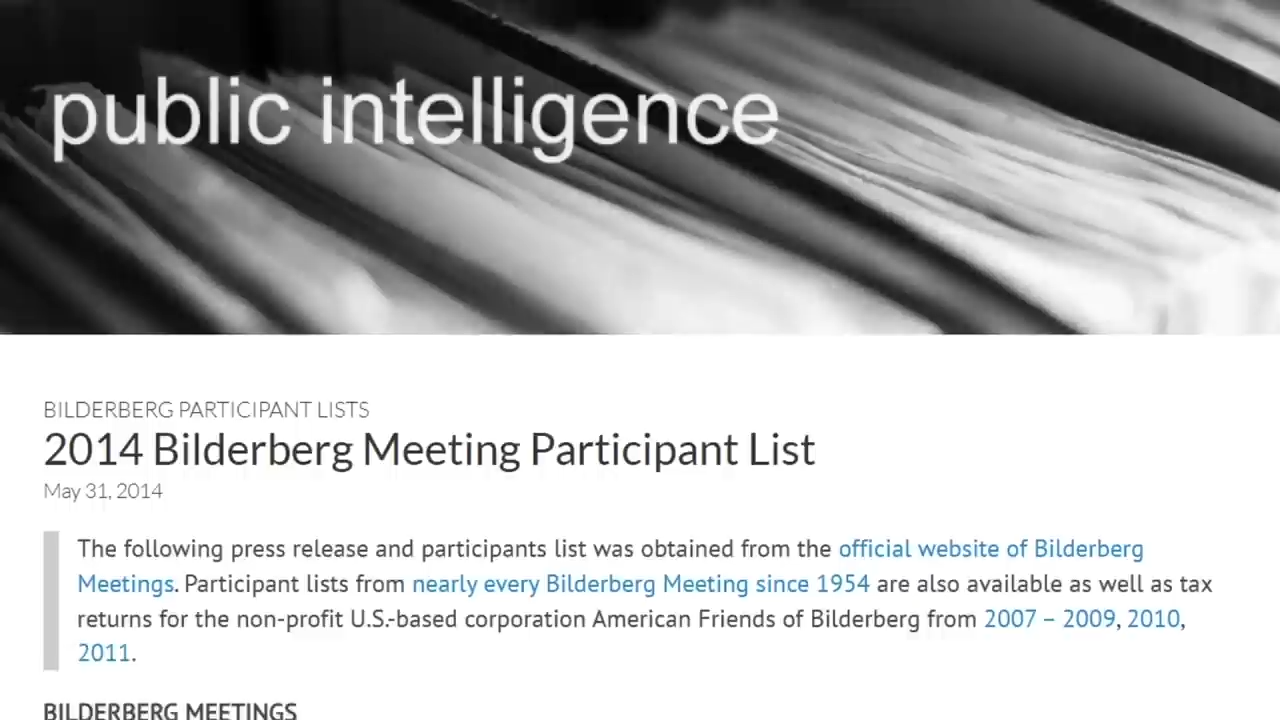 public intelligence
BILDERBERG PARTICIPANT LISTS
2014 Bilderberg Meeting Participant List
May 31, 2014
The following press release and participants list was obtained from the official website of Bilderberg
Meetings. Participant lists from nearly every Bilderberg Meeting since 1954 are also available as well as tax
returns for the non-profit U.S.-based corporation American Friends of Bilderberg from 2007 – 2009, 2010,
2011.
BILDERBERG MEETINGS